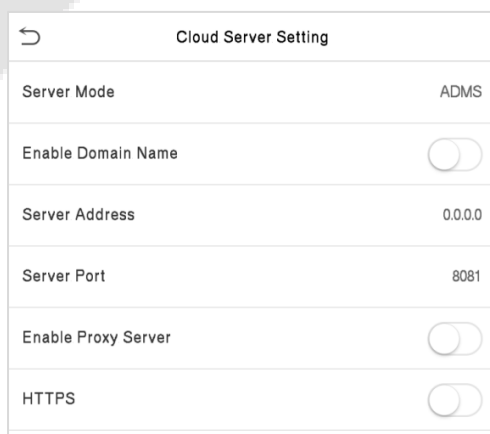 Cloud Server Setting
Server Mode ADMS
Enable Domain Name
Server Address 0.0.0.0
Server Port 8081
Enable Proxy Server
HTTPS